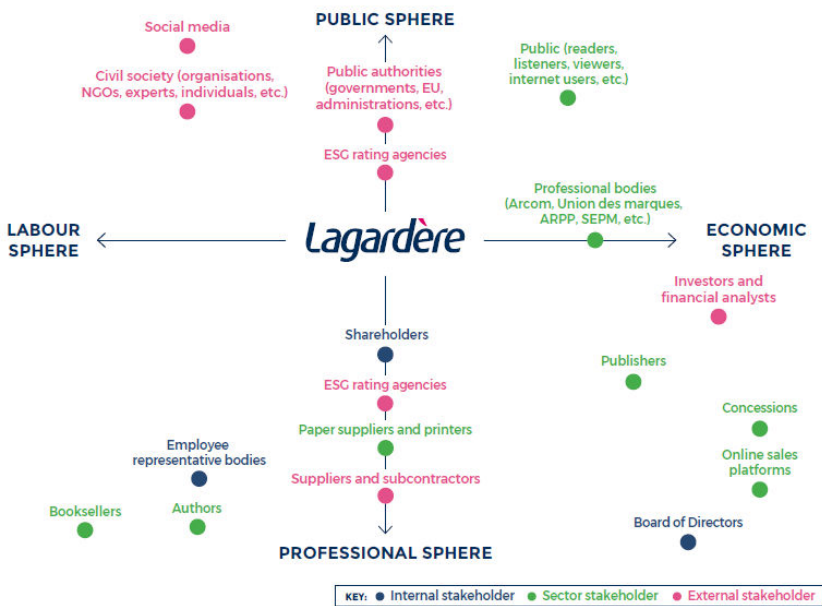 PUBLIC SPHERE
Social media
Civil society (organisations,
NGOs, experts, individuals, etc.)
Public authorities
(governments, EU,
administrations, etc.)
ESG rating agencies
Public (readers,
listeners, viewers,
internet users, etc.)
Professional bodies
(Arcom, Union des marques,
ARPP, SEPM, etc.)
LABOUR
SPHERE
Lagardère
ECONOMIC
SPHERE
Investors and
financial analysts
Shareholders
ESG rating agencies
Paper suppliers and printers
Suppliers and subcontractors
Publishers
Concessions
Online sales
platforms
Board of Directors
Employee
representative bodies
Booksellers
Authors
PROFESSIONAL SPHERE
KEY: Internal stakeholder Sector stakeholder External stakeholder